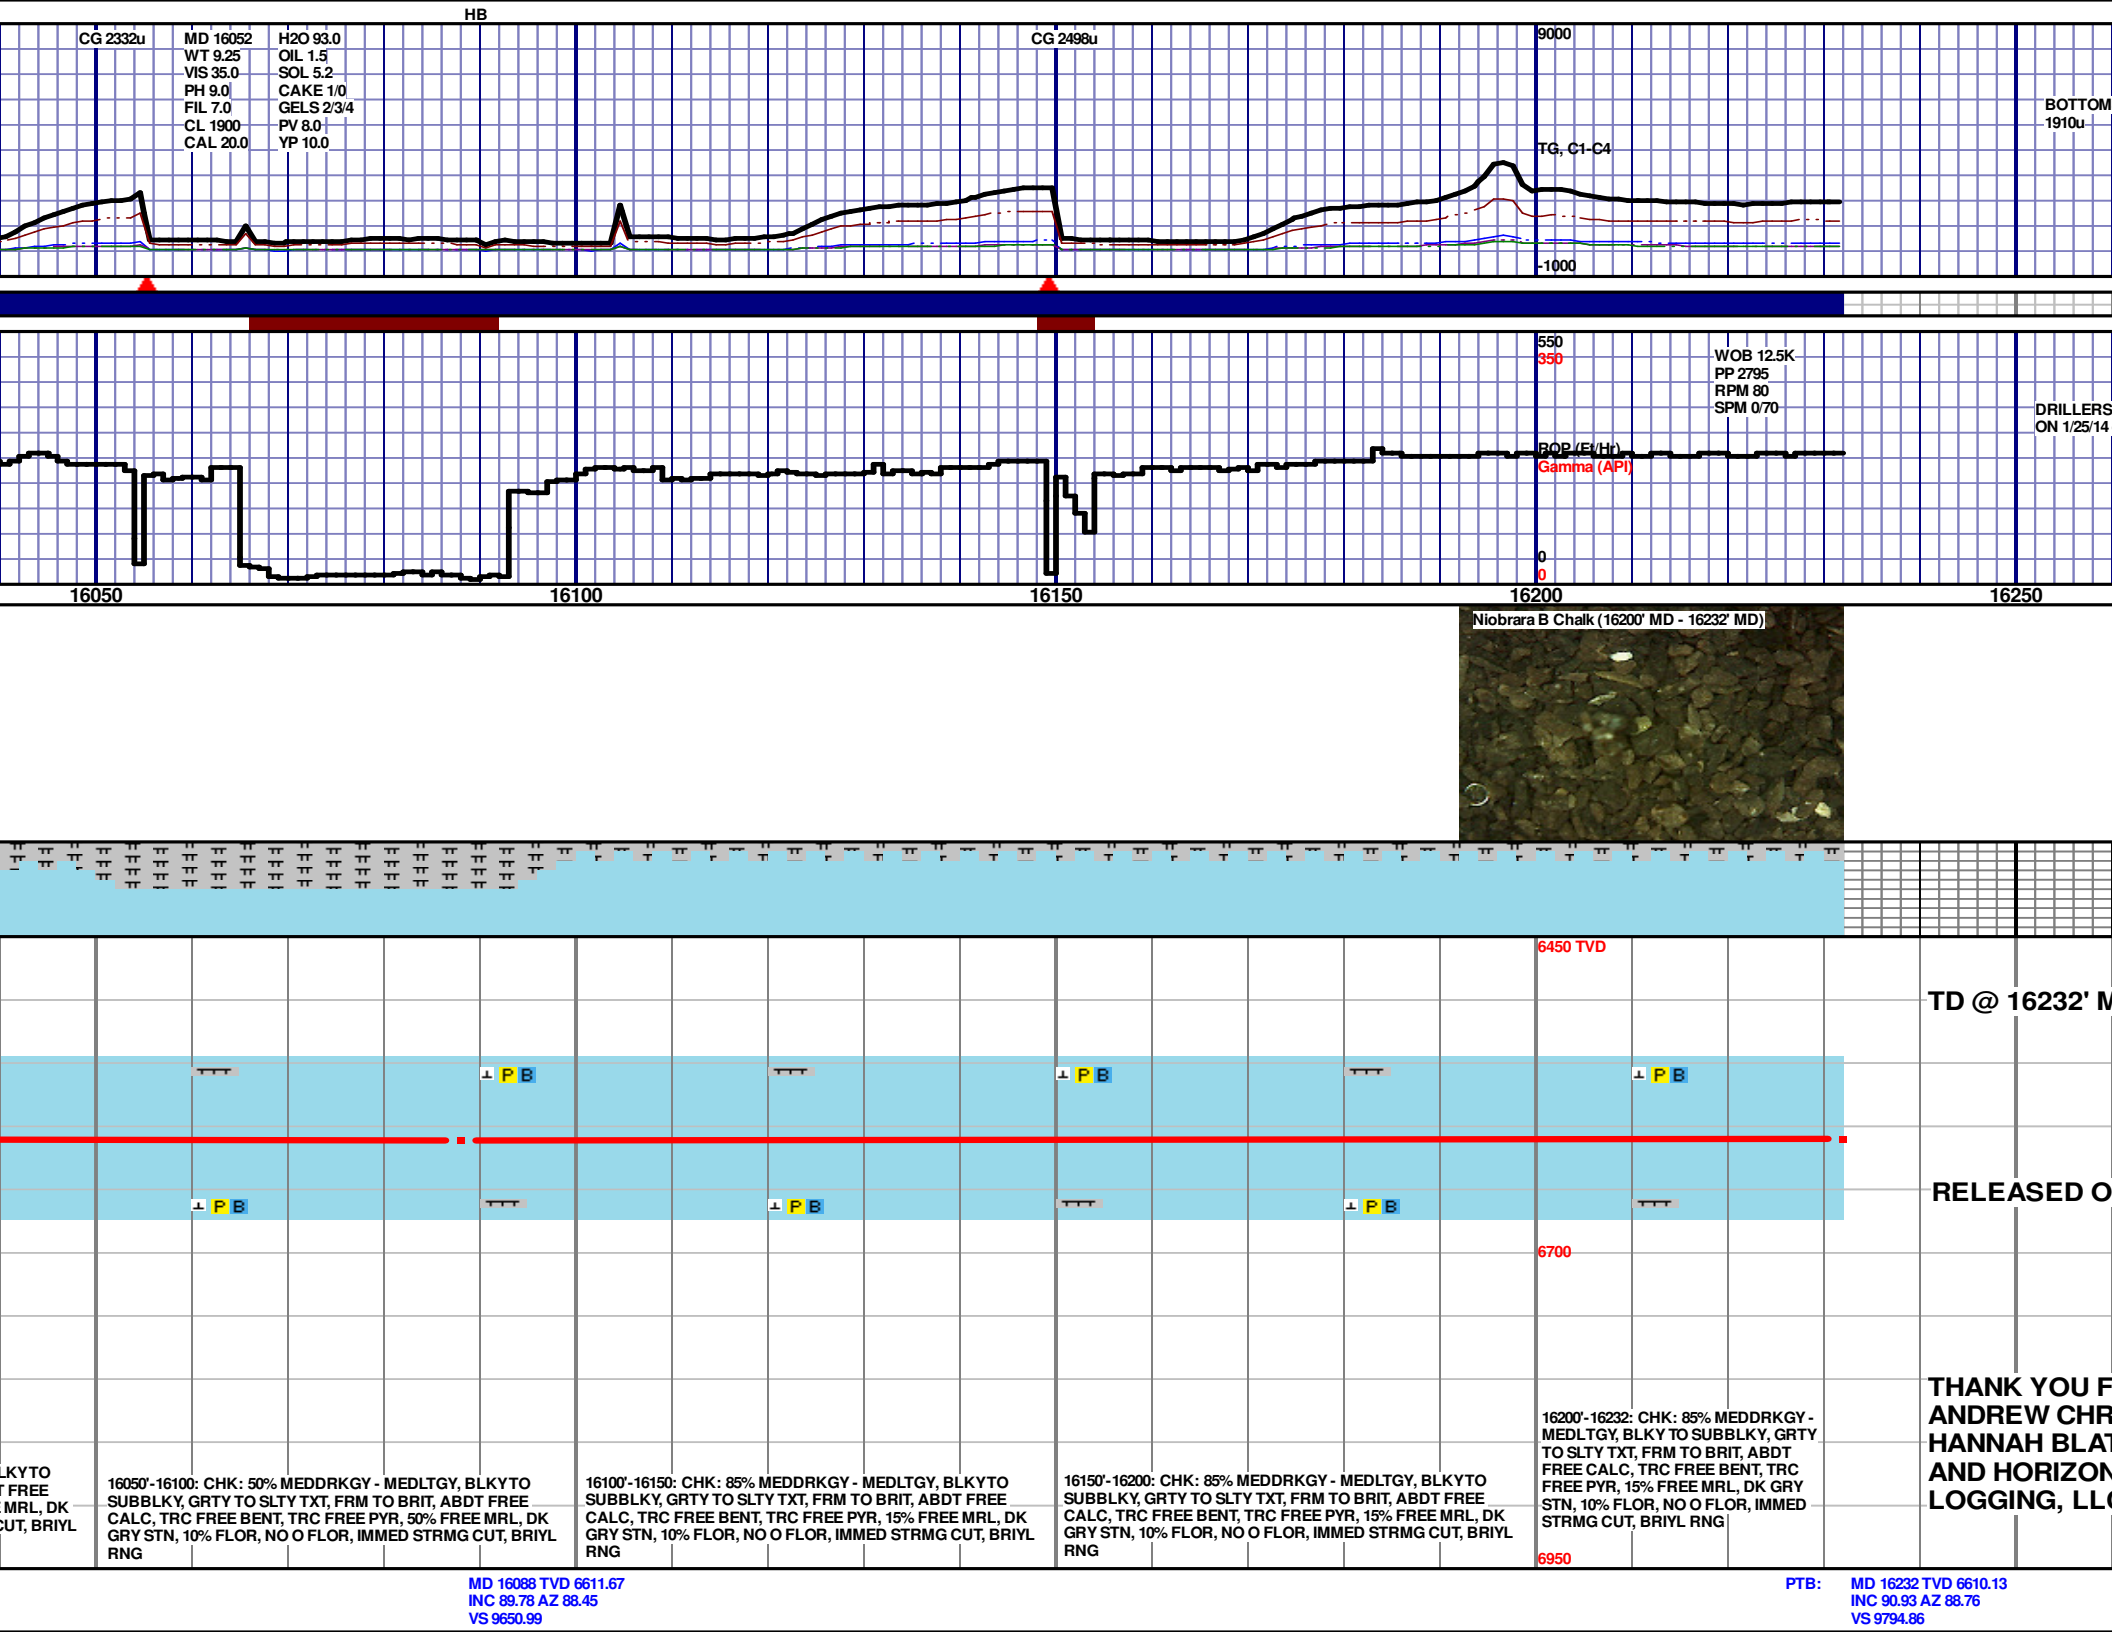 HB
CG 2332u
MD 16052 H2O 93.0
WT 9.25 OIL 1.5
VIS 35.0 SOL 5.2
PH 9.0 CAKE 1/0
FIL 7.0 GELS 2/3/4
CL 1900 PV 8.0
CAL 20.0 YP 10.0
CG 2498u
9000
BOTTOM
1910u
TG, C1-C4
-1000
550
350
WOB 12.5K
PP 2795
RPM 80
SPM 0/70
DRILLERS
ON 1/25/14
ROP (Ft/Hr)
Gamma (API)
0
0
16050 16100 16150 16200 16250
Niobrara B Chalk (16200' MD - 16232' MD)
6450 TVD
TD @ 16232' M
P B
P B
P B
P B
P B
P B
RELEASED O
6700
THANK YOU F
ANDREW CHR
HANNAH BLAT
AND HORIZON
LOGGING, LLC
LKY TO
T FREE
MRL, DK
CUT, BRIYL
16050'-16100: CHK: 50% MEDDRKGY - MEDLTGY, BLKY TO
SUBBLKY, GRTY TO SLTY TXT, FRM TO BRIT, ABDT FREE
CALC, TRC FREE BENT, TRC FREE PYR, 50% FREE MRL, DK
GRY STN, 10% FLOR, NO O FLOR, IMMED STRMG CUT, BRIYL
RNG
16100'-16150: CHK: 85% MEDDRKGY - MEDLTGY, BLKY TO
SUBBLKY, GRTY TO SLTY TXT, FRM TO BRIT, ABDT FREE
CALC, TRC FREE BENT, TRC FREE PYR, 15% FREE MRL, DK
GRY STN, 10% FLOR, NO O FLOR, IMMED STRMG CUT, BRIYL
RNG
16150'-16200: CHK: 85% MEDDRKGY - MEDLTGY, BLKY TO
SUBBLKY, GRTY TO SLTY TXT, FRM TO BRIT, ABDT FREE
CALC, TRC FREE BENT, TRC FREE PYR, 15% FREE MRL, DK
GRY STN, 10% FLOR, NO O FLOR, IMMED STRMG CUT, BRIYL
RNG
16200'-16232: CHK: 85% MEDDRKGY -
MEDLTGY, BLKY TO SUBBLKY, GRTY
TO SLTY TXT, FRM TO BRIT, ABDT
FREE CALC, TRC FREE BENT, TRC
FREE PYR, 15% FREE MRL, DK GRY
STN, 10% FLOR, NO O FLOR, IMMED
STRMG CUT, BRIYL RNG
6950
MD 16088 TVD 6611.67
INC 89.78 AZ 88.45
VS 9650.99
PTB: MD 16232 TVD 6610.13
INC 90.93 AZ 88.76
VS 9794.86